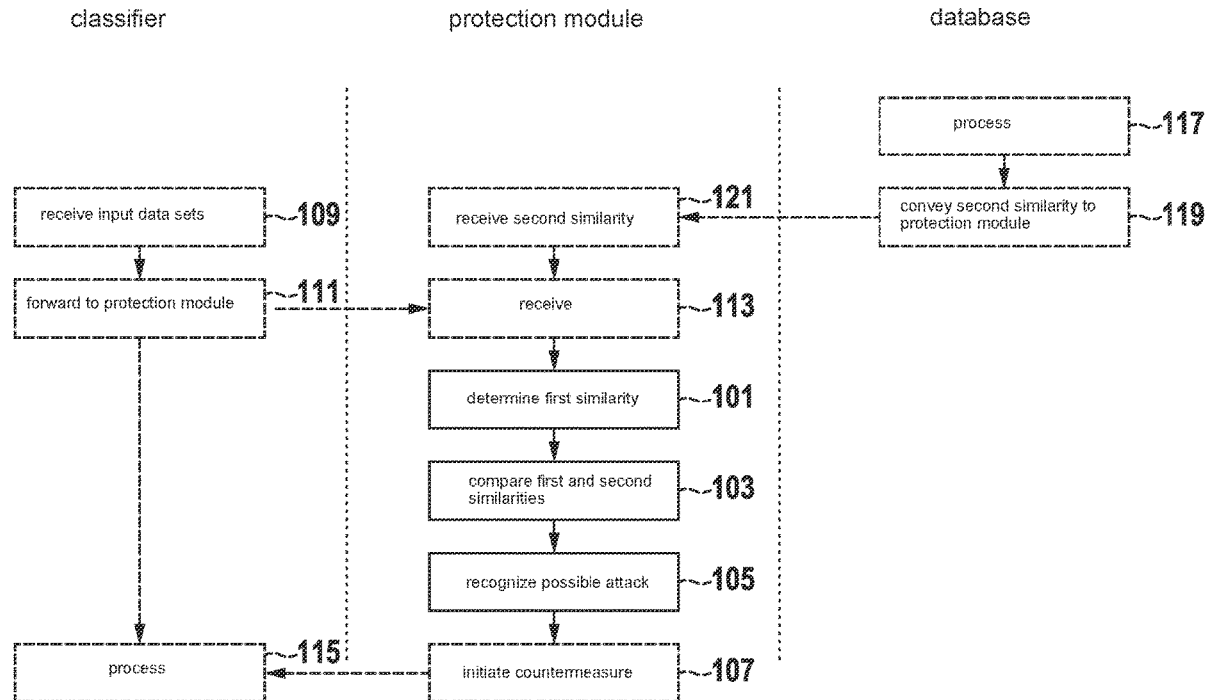 classifier
protection module
database
process
117
receive input data sets
109
receive second similarity
121
convey second similarity to
protection module
119
forward to protection module
111
receive
113
determine first similarity
101
compare first and second
similarities
103
recognize possible attack
105
process
115
initiate countermeasure
107